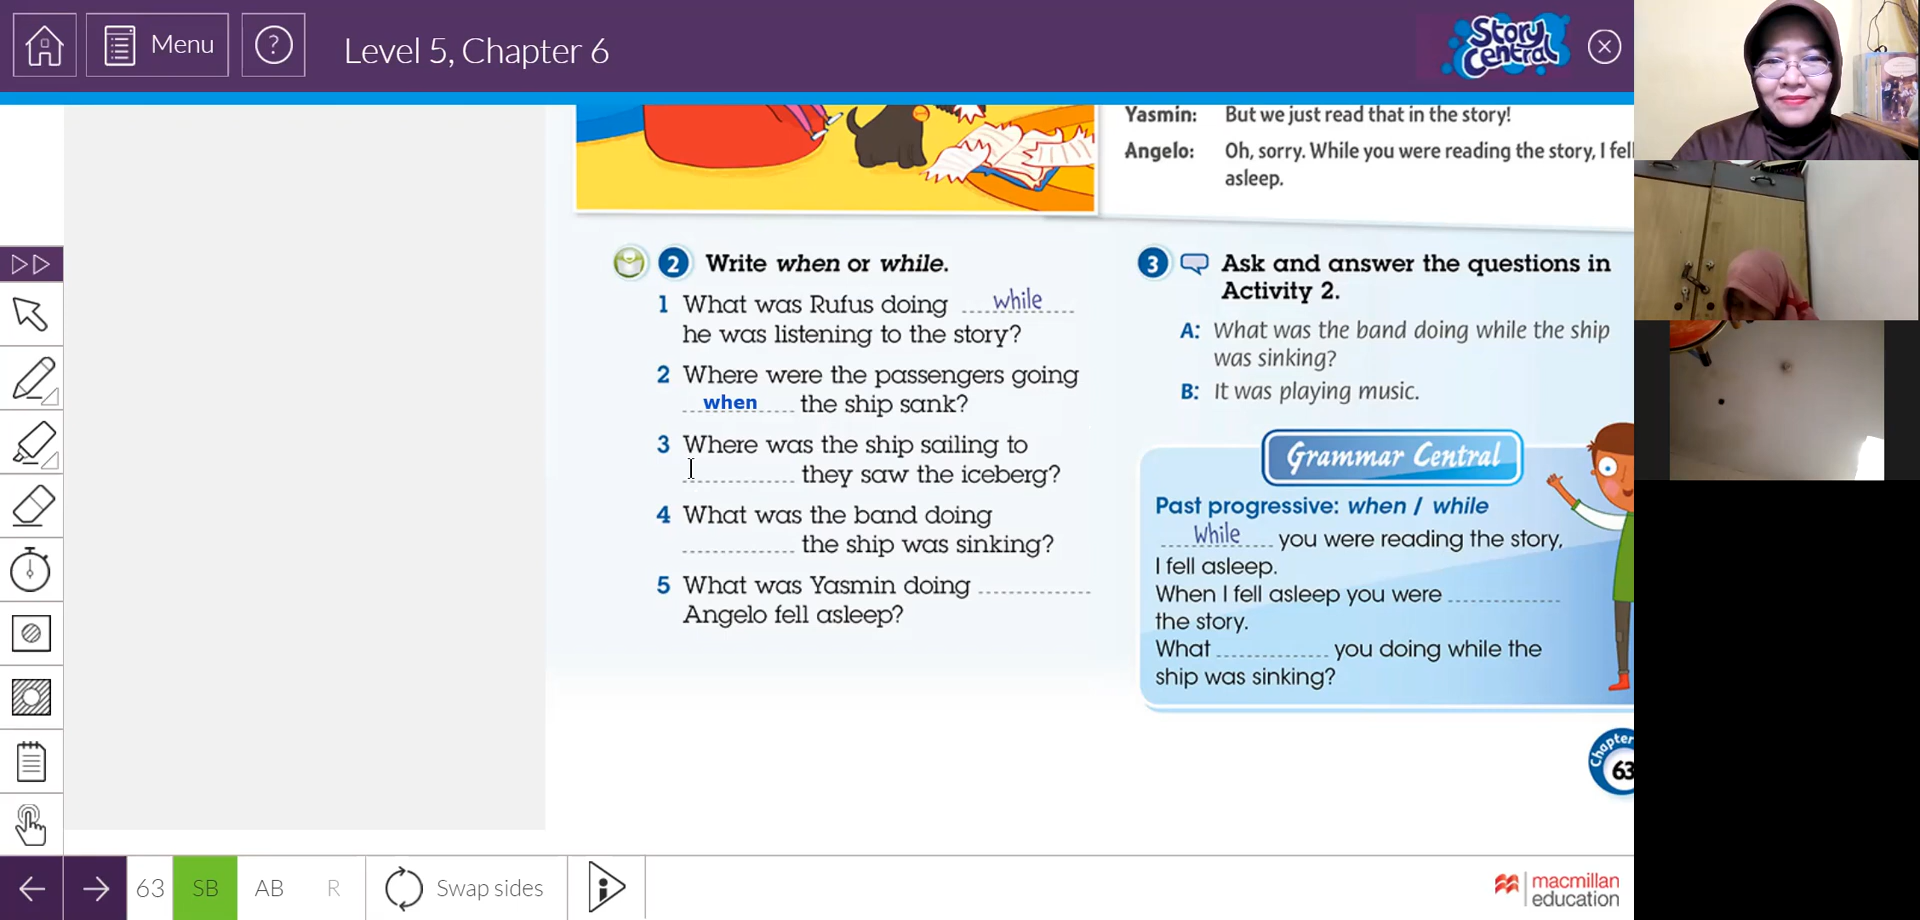 Menu
?
Level 5, Chapter 6
Story Central
Yasmin: But we just read that in the story!
Angelo: Oh, sorry. While you were reading the story, I fell
asleep.
2 Write when or while.
1 What was Rufus doing while
he was listening to the story?
2 Where were the passengers going
when the ship sank?
3 Where was the ship sailing to
they saw the iceberg?
4 What was the band doing
the ship was sinking?
5 What was Yasmin doing
Angelo fell asleep?
3 Ask and answer the questions in
Activity 2.
A: What was the band doing while the ship
was sinking?
B: It was playing music.
Grammar Central
Past progressive: when / while
While you were reading the story,
I fell asleep.
When I fell asleep you were
the story.
What you doing while the
ship was sinking?
Chapter
63
63
SB
AB
R
Swap sides
macmillan
education